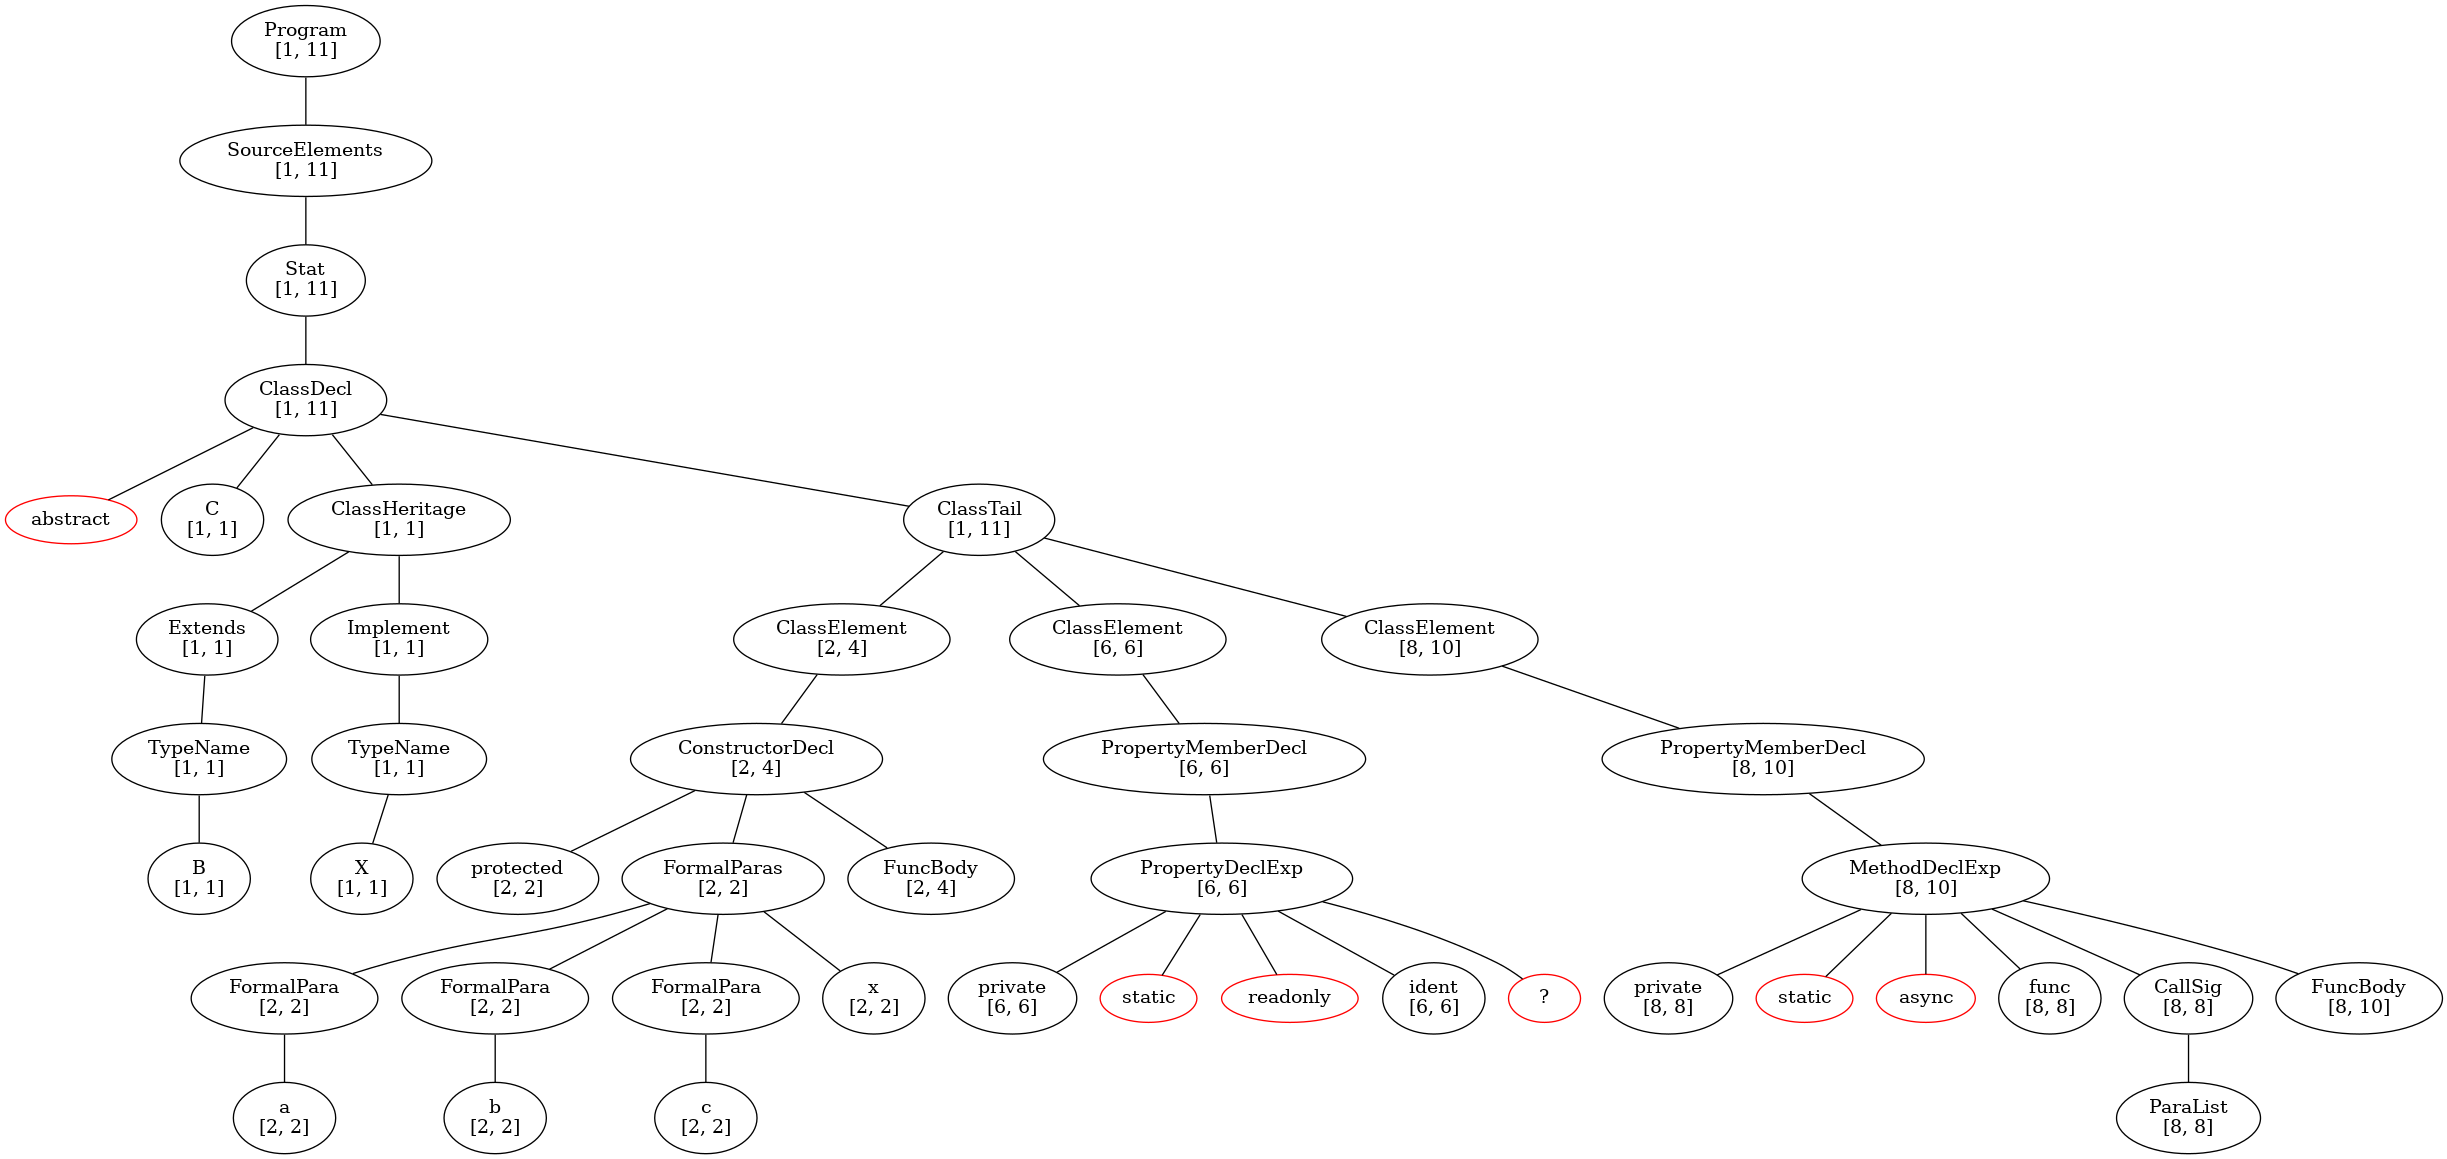 Program
[1, 11]
SourceElements
[1, 11]
Stat
[1, 11]
ClassDecl
[1, 11]
abstract
C
[1, 1]
ClassHeritage
[1, 1]
ClassTail
[1, 11]
Extends
[1, 1]
Implement
[1, 1]
ClassElement
[2, 4]
ClassElement
[6, 6]
ClassElement
[8, 10]
TypeName
[1, 1]
TypeName
[1, 1]
ConstructorDecl
[2, 4]
PropertyMemberDecl
[6, 6]
PropertyMemberDecl
[8, 10]
B
[1, 1]
X
[1, 1]
protected
[2, 2]
FormalParas
[2, 2]
FuncBody
[2, 4]
PropertyDeclExp
[6, 6]
MethodDeclExp
[8, 10]
FormalPara
[2, 2]
FormalPara
[2, 2]
FormalPara
[2, 2]
x
[2, 2]
private
[6, 6]
static
readonly
ident
[6, 6]
?
private
[8, 8]
static
async
func
[8, 8]
CallSig
[8, 8]
FuncBody
[8, 10]
a
[2, 2]
b
[2, 2]
c
[2, 2]
ParaList
[8, 8]